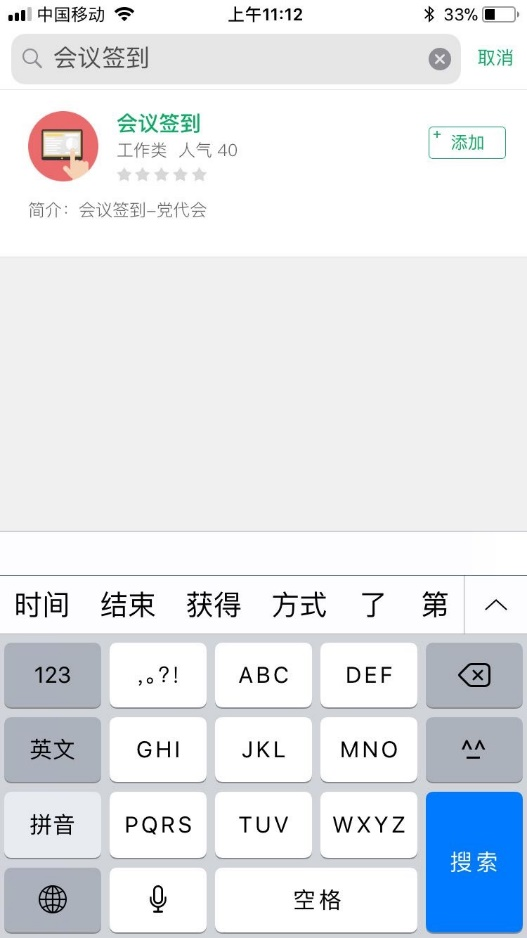 中国移动 上午11:12 33%
会议签到 取消
会议签到
工作类 人气 40
+ 添加
简介：会议签到-党代会
时间 结束 获得 方式 了 第
123 ,。?! ABC DEF
英文 GHI JKL MNO ^^
拼音 PQRS TUV WXYZ
搜索
空格